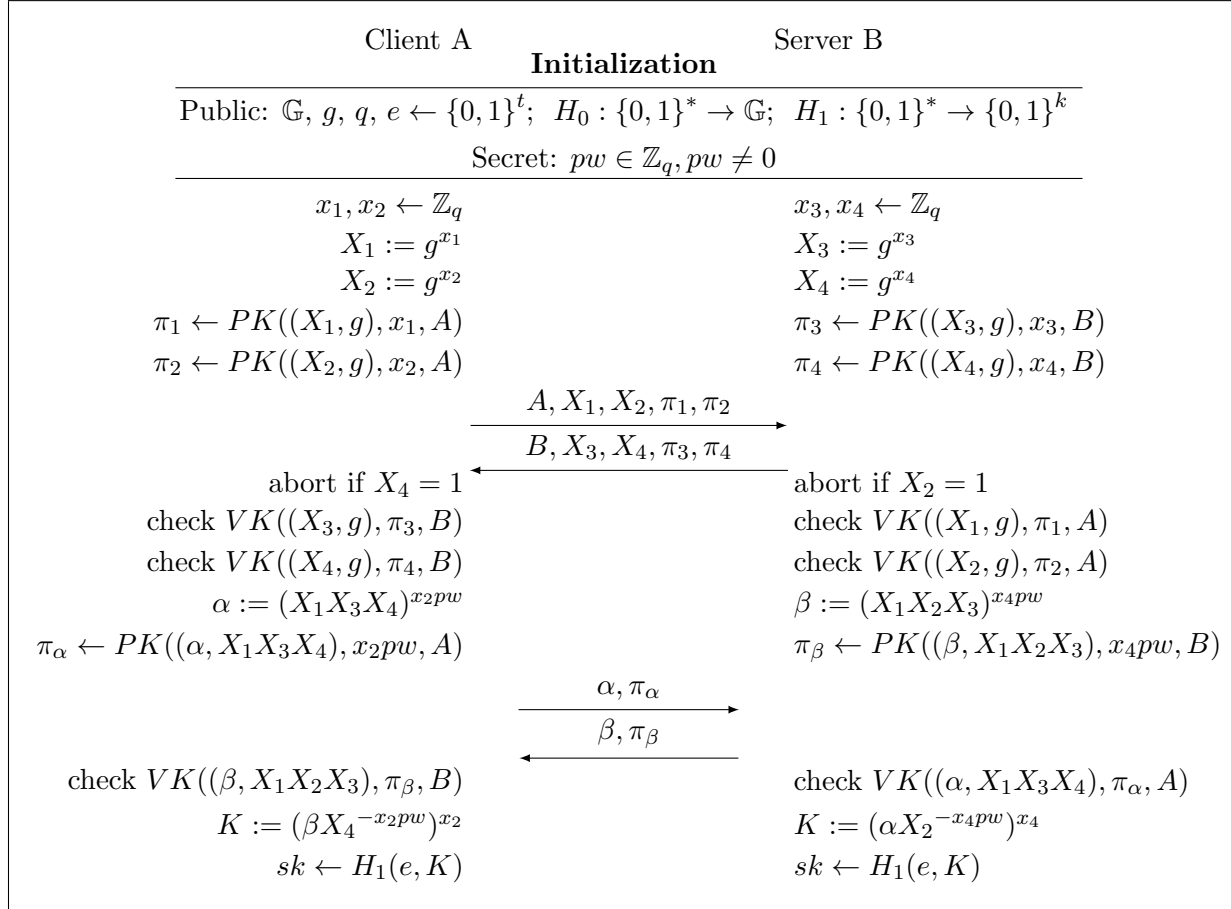 Client A Server B
Initialization
Public: 𝔾, g, q, e ← {0, 1}^t; H_0 : {0, 1}^* → 𝔾; H_1 : {0, 1}^* → {0, 1}^k
Secret: pw ∈ ℤ_q, pw ≠ 0
x_1, x_2 ← ℤ_q x_3, x_4 ← ℤ_q
X_1 := g^{x_1} X_3 := g^{x_3}
X_2 := g^{x_2} X_4 := g^{x_4}
π_1 ← PK((X_1, g), x_1, A) π_3 ← PK((X_3, g), x_3, B)
π_2 ← PK((X_2, g), x_2, A) π_4 ← PK((X_4, g), x_4, B)
A, X_1, X_2, π_1, π_2
B, X_3, X_4, π_3, π_4
abort if X_4 = 1 abort if X_2 = 1
check VK((X_3, g), π_3, B) check VK((X_1, g), π_1, A)
check VK((X_4, g), π_4, B) check VK((X_2, g), π_2, A)
α := (X_1X_3X_4)^{x_2pw} β := (X_1X_2X_3)^{x_4pw}
π_α ← PK((α, X_1X_3X_4), x_2pw, A) π_β ← PK((β, X_1X_2X_3), x_4pw, B)
α, π_α
β, π_β
check VK((β, X_1X_2X_3), π_β, B) check VK((α, X_1X_3X_4), π_α, A)
K := (βX_4^{-x_2pw})^{x_2} K := (αX_2^{-x_4pw})^{x_4}
sk ← H_1(e, K) sk ← H_1(e, K)